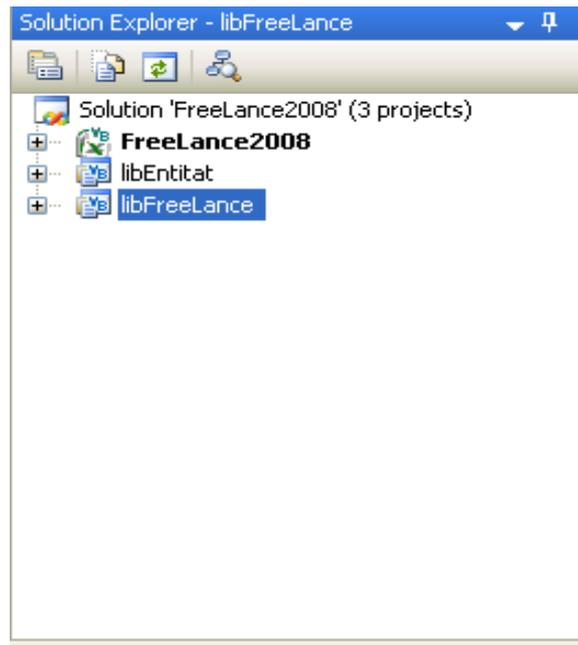 Solution Explorer - libFreeLance
Solution 'FreeLance2008' (3 projects)
FreeLance2008
libEntitat
libFreeLance